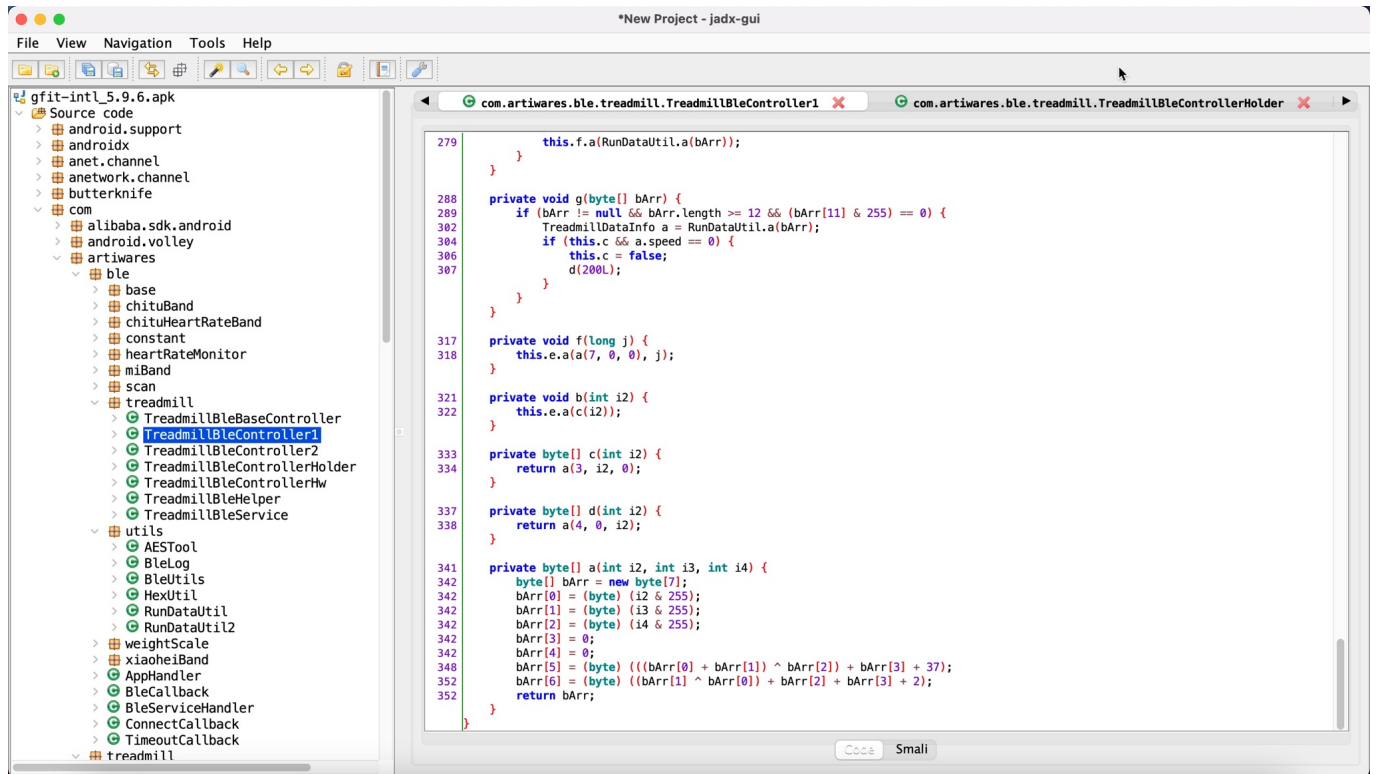 *New Project - jadx-gui
File View Navigation Tools Help
gfit-intl_5.9.6.apk
Source code
android.support
androidx
anet.channel
anetwork.channel
butterknife
com
alibaba.sdk.android
android.volley
artiwares
ble
base
chituBand
chituHeartRateBand
constant
heartRateMonitor
miBand
scan
treadmill
TreadmillBleBaseController
TreadmillBleController1
TreadmillBleController2
TreadmillBleControllerHolder
TreadmillBleControllerHw
TreadmillBleHelper
TreadmillBleService
utils
AESTool
BleLog
BleUtils
HexUtil
RunDataUtil
RunDataUtil2
weightScale
xiaoheiBand
AppHandler
BleCallback
BleServiceHandler
ConnectCallback
TimeoutCallback
treadmill
com.artiwares.ble.treadmill.TreadmillBleController1
com.artiwares.ble.treadmill.TreadmillBleControllerHolder
279 this.f.a(RunDataUtil.a(bArr));
}
}
288 private void g(byte[] bArr) {
289 if (bArr != null && bArr.length >= 12 && (bArr[11] & 255) == 0) {
302 TreadmillDataInfo a = RunDataUtil.a(bArr);
304 if (this.c && a.speed == 0) {
306 this.c = false;
307 d(200L);
}
}
}
317 private void f(long j) {
318 this.e.a(a(7, 0, 0), j);
}
321 private void b(int i2) {
322 this.e.a(c(i2));
}
333 private byte[] c(int i2) {
334 return a(3, i2, 0);
}
337 private byte[] d(int i2) {
338 return a(4, 0, i2);
}
341 private byte[] a(int i2, int i3, int i4) {
342 byte[] bArr = new byte[7];
342 bArr[0] = (byte) (i2 & 255);
342 bArr[1] = (byte) (i3 & 255);
342 bArr[2] = (byte) (i4 & 255);
342 bArr[3] = 0;
342 bArr[4] = 0;
348 bArr[5] = (byte) (((bArr[0] + bArr[1]) ^ bArr[2]) + bArr[3] + 37);
352 bArr[6] = (byte) ((bArr[1] ^ bArr[0]) + bArr[2] + bArr[3] + 2);
352 return bArr;
}
}
Code Smali